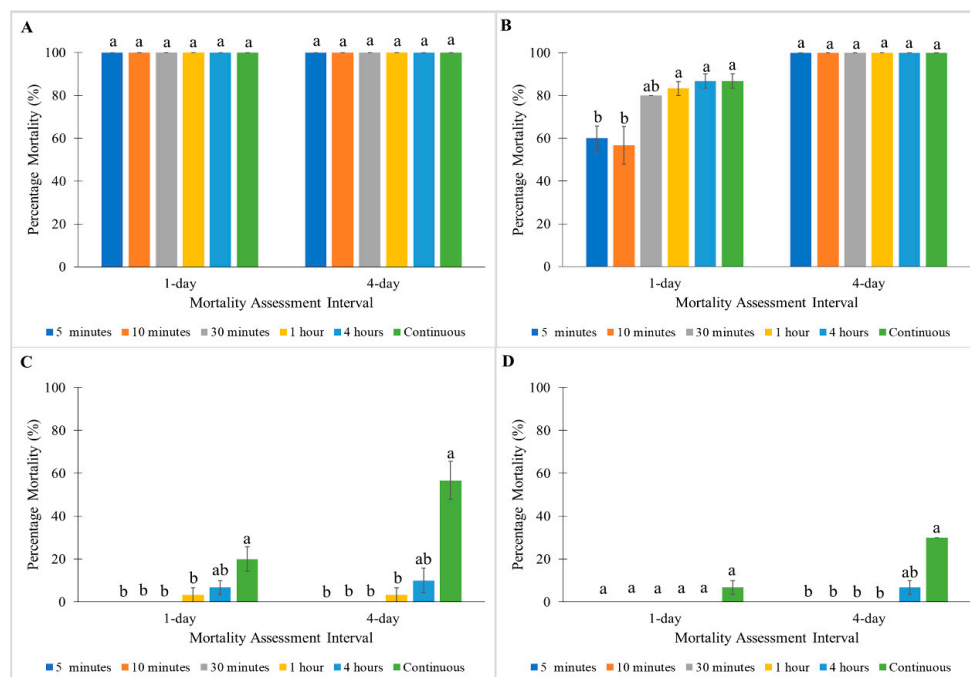 A
a a a a a a a a a a a a
100
80
60
40
20
0
Percentage Mortality (%)
1-day 4-day
Mortality Assessment Interval
5 minutes 10 minutes 30 minutes 1 hour 4 hours Continuous
B
b b ab a a a a a a a a a
100
80
60
40
20
0
Percentage Mortality (%)
1-day 4-day
Mortality Assessment Interval
5 minutes 10 minutes 30 minutes 1 hour 4 hours Continuous
C
100
80
60
40
20
0
Percentage Mortality (%)
b b b b ab a b b b b ab a
1-day 4-day
Mortality Assessment Interval
5 minutes 10 minutes 30 minutes 1 hour 4 hours Continuous
D
100
80
60
40
20
0
Percentage Mortality (%)
a a a a a a b b b b ab a
1-day 4-day
Mortality Assessment Interval
5 minutes 10 minutes 30 minutes 1 hour 4 hours Continuous